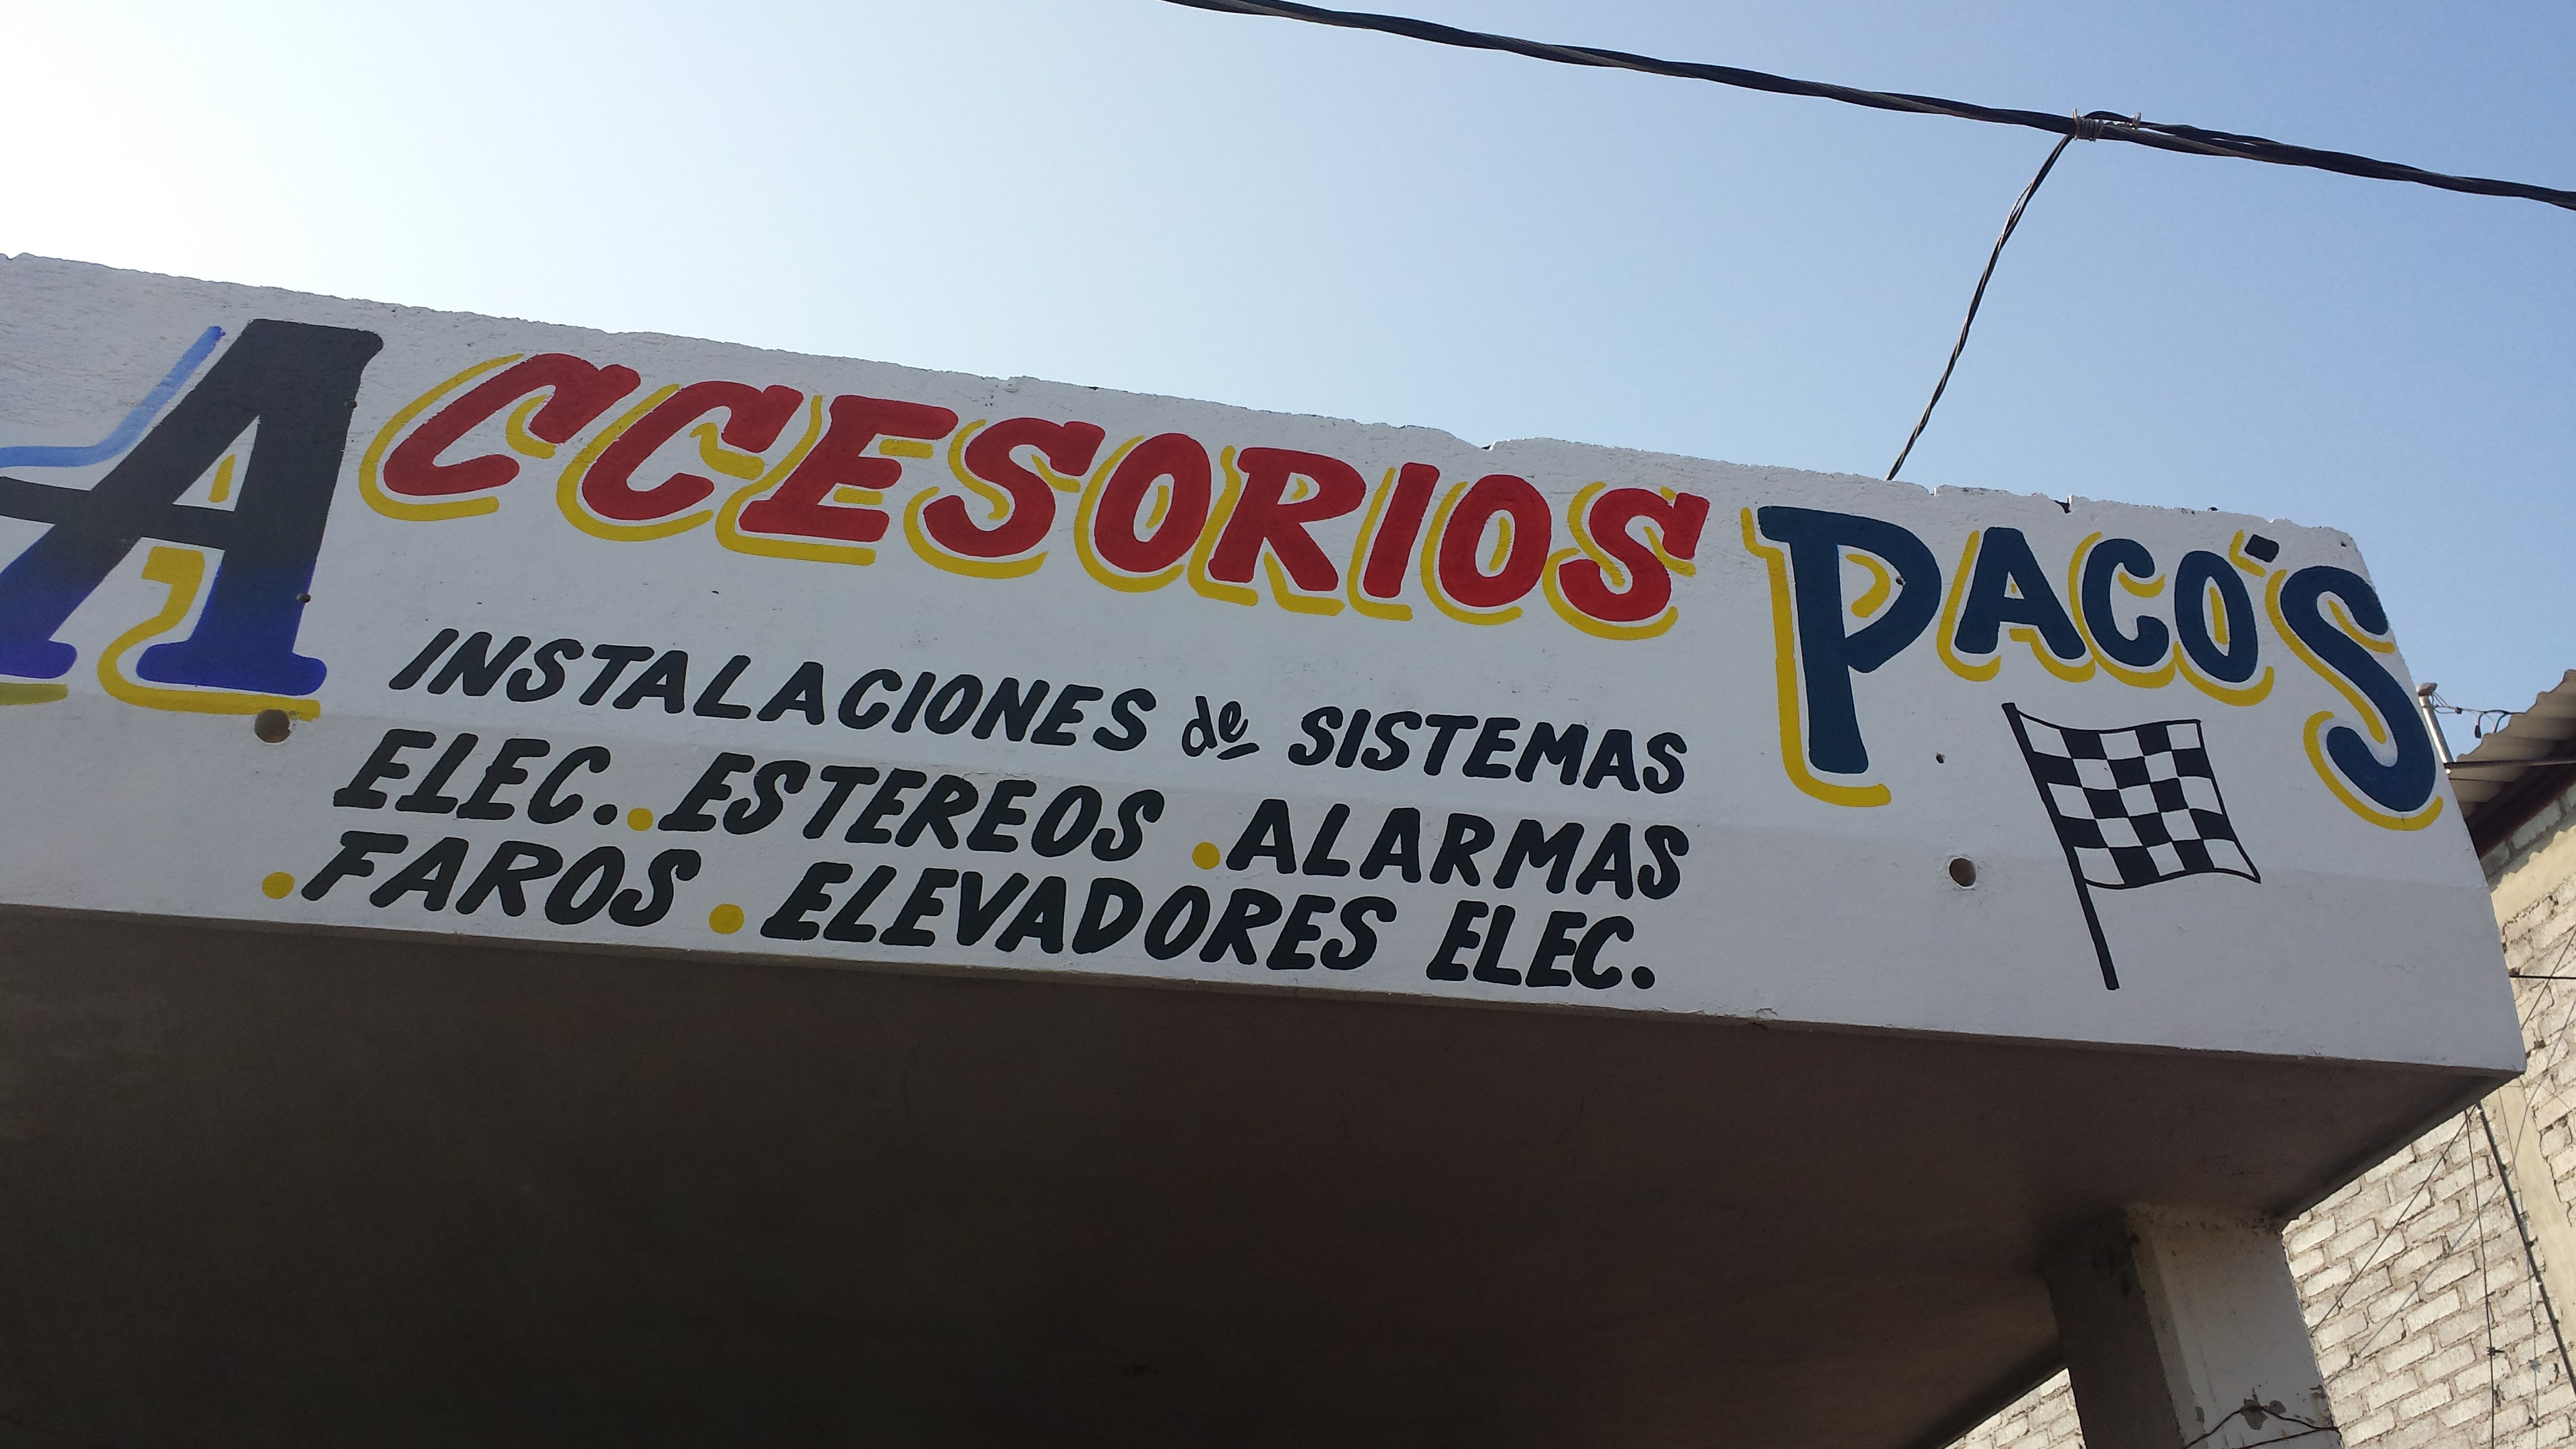 ACCESORIOS PACO'S
INSTALACIONES de SISTEMAS
ELEC. . ESTEREOS . ALARMAS
. FAROS . ELEVADORES ELEC.